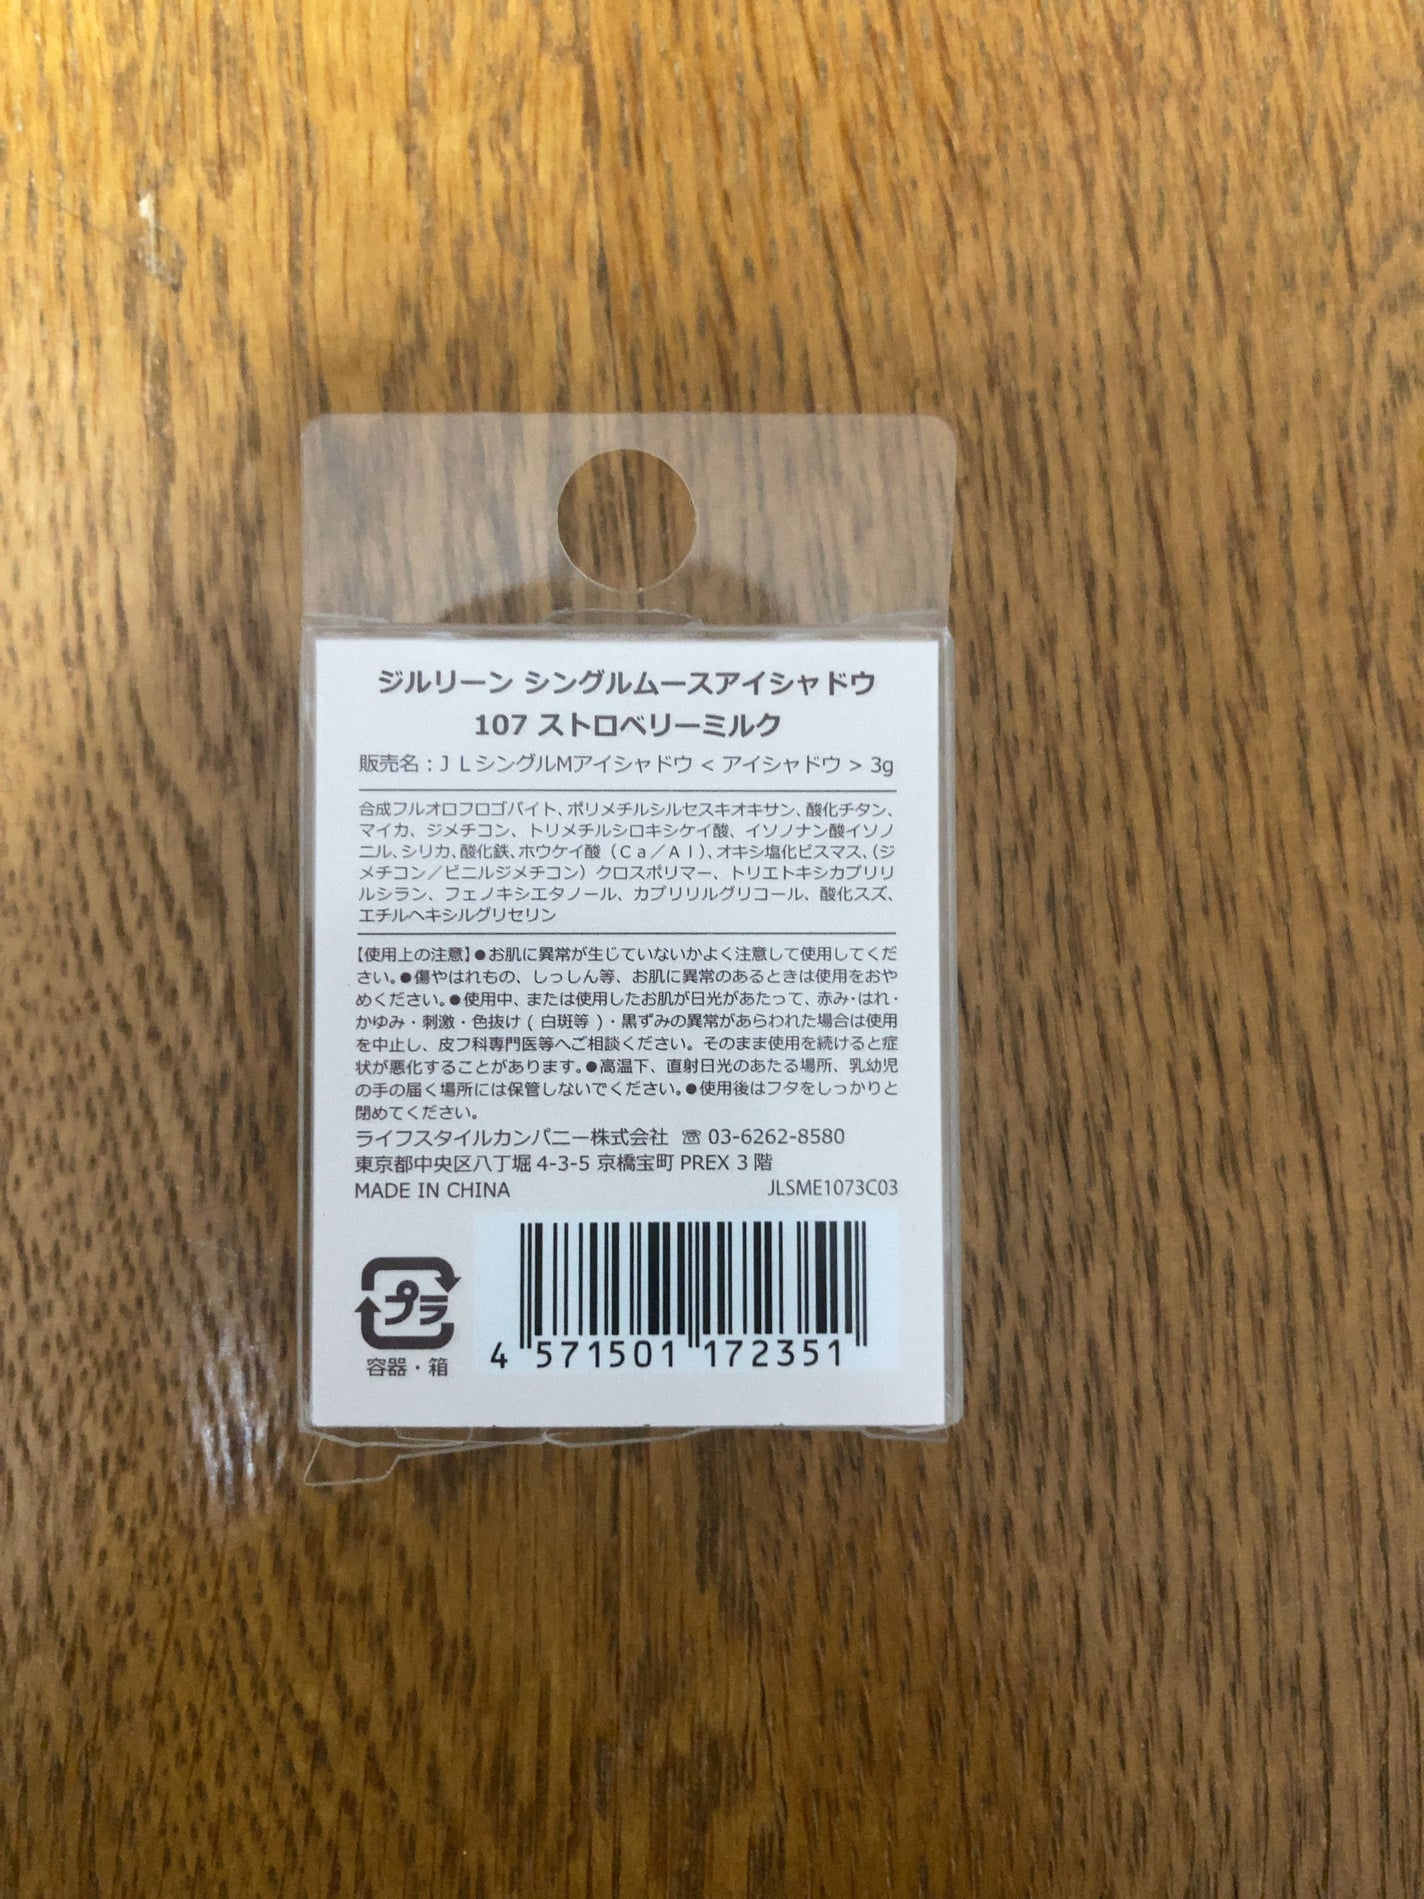 ジルリーン シングルムースアイシャドウ
107 ストロベリーミルク
販売名：ＪＬシングルMアイシャドウ < アイシャドウ > 3g
合成フルオロフロゴパイト、ポリメチルシルセスキオキサン、酸化チタン、
マイカ、ジメチコン、トリメチルシロキシケイ酸、イソノナン酸イソノ
ニル、シリカ、酸化鉄、ホウケイ酸（Ｃａ／Ａｌ）、オキシ塩化ビスマス、（ジ
メチコン／ビニルジメチコン）クロスポリマー、トリエトキシカプリリ
ルシラン、フェノキシエタノール、カプリリルグリコール、酸化スズ、
エチルヘキシルグリセリン
【使用上の注意】●お肌に異常が生じていないかよく注意して使用してくだ
さい。●傷やはれもの、しっしん等、お肌に異常のあるときは使用をおや
めください。●使用中、または使用したお肌が日光があたって、赤み・はれ・
かゆみ・刺激・色抜け ( 白斑等 )・黒ずみの異常があらわれた場合は使用
を中止し、皮フ科専門医等へご相談ください。そのまま使用を続けると症
状が悪化することがあります。●高温下、直射日光のあたる場所、乳幼児
の手の届く場所には保管しないでください。●使用後はフタをしっかりと
閉めてください。
ライフスタイルカンパニー株式会社 ☏ 03-6262-8580
東京都中央区八丁堀 4-3-5 京橋宝町 PREX 3 階
MADE IN CHINA JLSME1073C03
プラ
容器・箱
4 571501 172351